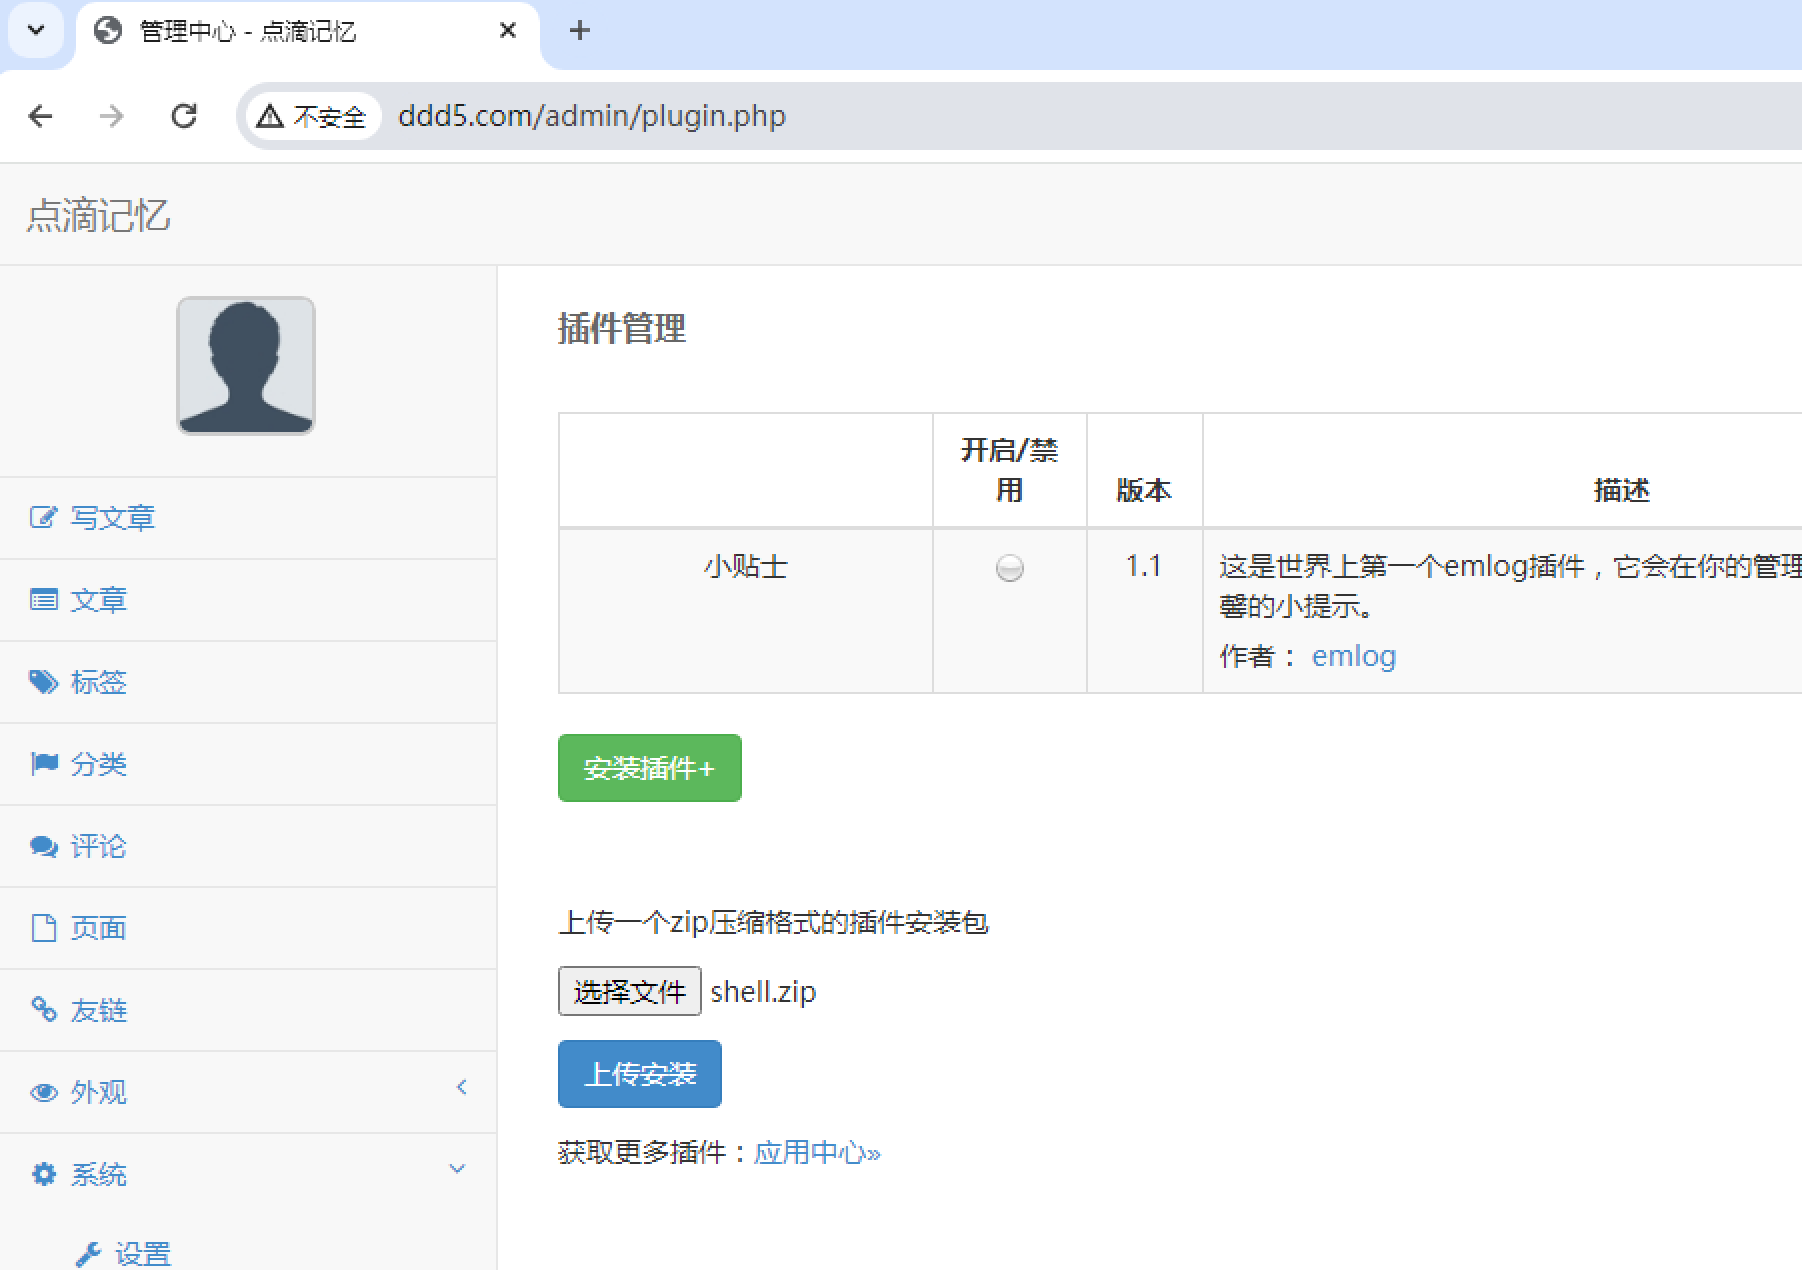 管理中心 - 点滴记忆
不安全
ddd5.com/admin/plugin.php
点滴记忆
写文章
文章
标签
分类
评论
页面
友链
外观
系统
设置
插件管理
开启/禁
用
版本
描述
小贴士
1.1
这是世界上第一个emlog插件，它会在你的管理
馨的小提示。
作者： emlog
安装插件+
上传一个zip压缩格式的插件安装包
选择文件 shell.zip
上传安装
获取更多插件：应用中心»